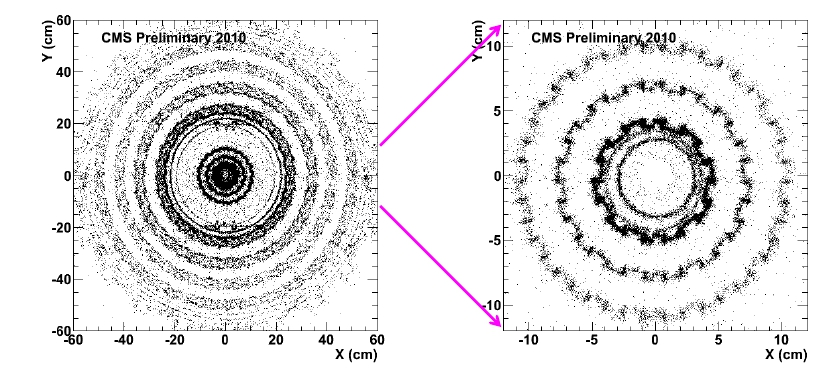 CMS Preliminary 2010
Y (cm)
60
40
20
0
-20
-40
-60
-60 -40 -20 0 20 40 60
X (cm)
CMS Preliminary 2010
Y (cm)
10
5
0
-5
-10
-10 -5 0 5 10
X (cm)